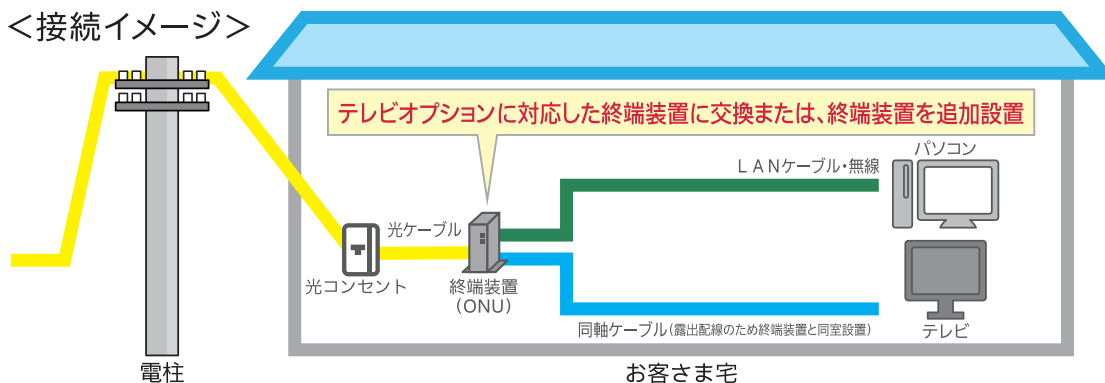 ＜接続イメージ＞
テレビオプションに対応した終端装置に交換または、終端装置を追加設置
パソコン
ＬＡＮケーブル・無線
光ケーブル
光コンセント
終端装置
（ONU）
同軸ケーブル（露出配線のため終端装置と同室設置）
テレビ
電柱
お客さま宅